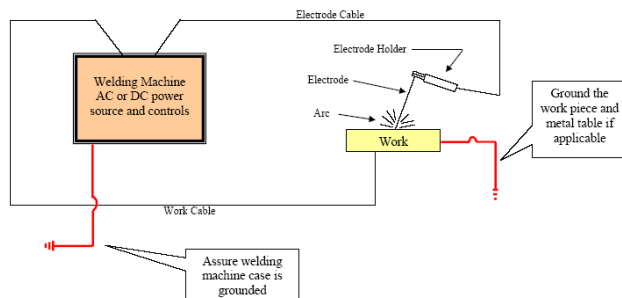 Electrode Cable
Electrode Holder
Welding Machine
AC or DC power
source and controls
Electrode
Arc
Work
Ground the
work piece and
metal table if
applicable
Work Cable
Assure welding
machine case is
grounded